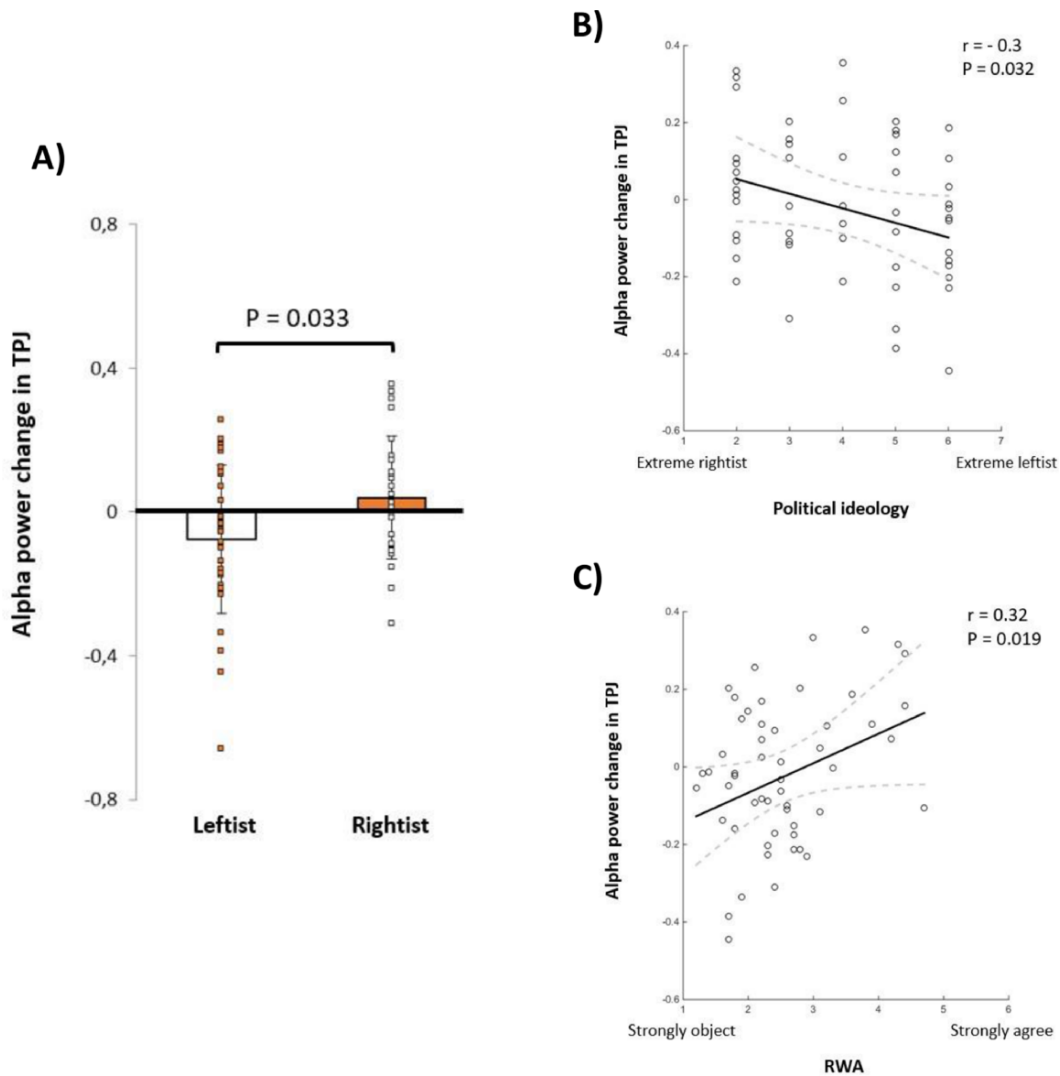 A)
0,8
0,4
0
-0,4
-0,8
Alpha power change in TPJ
P = 0.033
Leftist Rightist
B)
r = - 0.3
P = 0.032
0.4
0.2
0
-0.2
-0.4
-0.6
Alpha power change in TPJ
1 2 3 4 5 6 7
Extreme rightist Extreme leftist
Political ideology
C)
r = 0.32
P = 0.019
0.4
0.2
0
-0.2
-0.4
-0.6
Alpha power change in TPJ
1 2 3 4 5 6
Strongly object Strongly agree
RWA